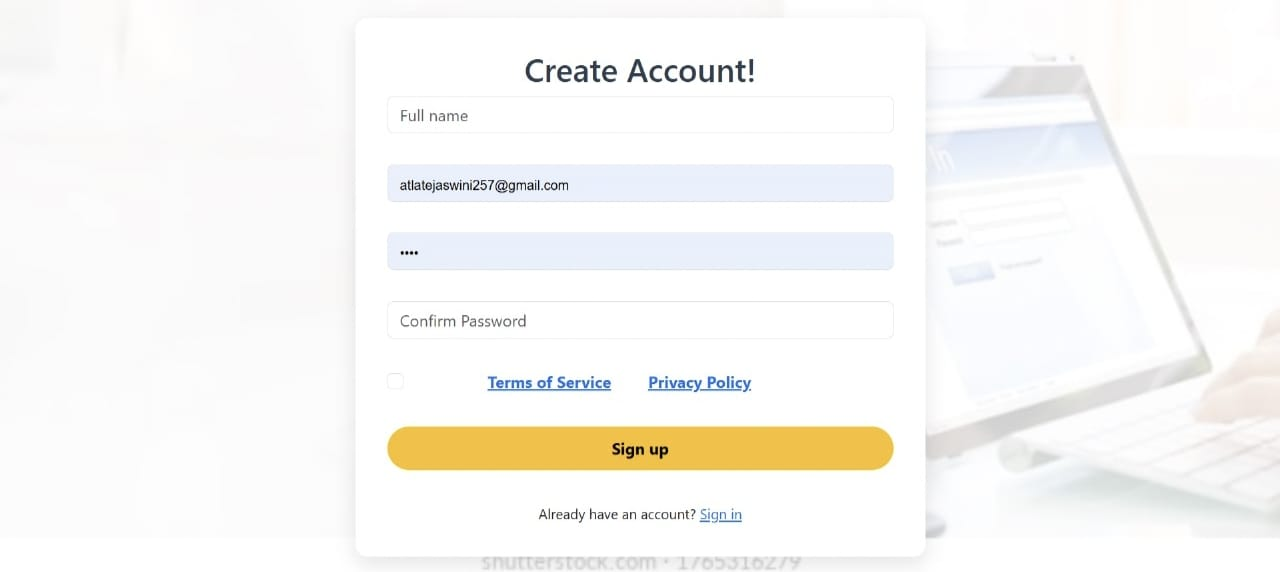 Create Account!
Full name
atlatejaswini257@gmail.com
••••
Confirm Password
Terms of Service Privacy Policy
Sign up
Already have an account? Sign in
shutterstock.com · 1765316279
In